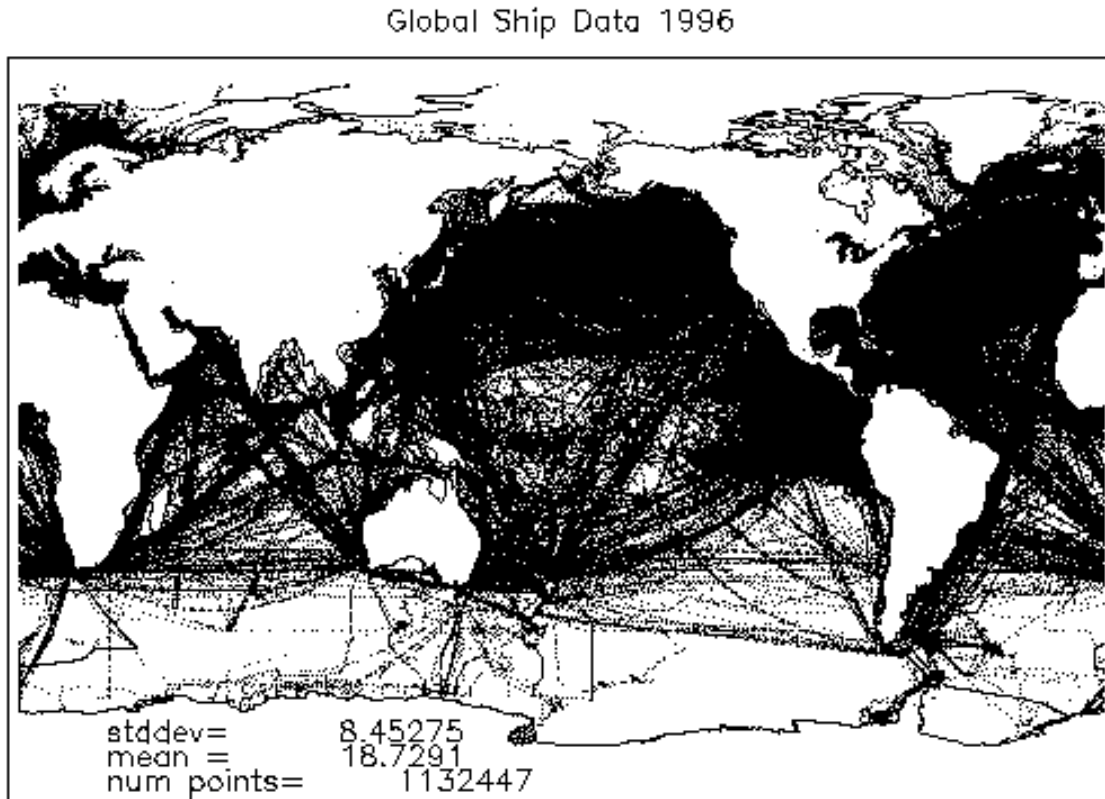 Global Ship Data 1996
stddev= 8.45275
mean = 18.7291
num points= 1132447